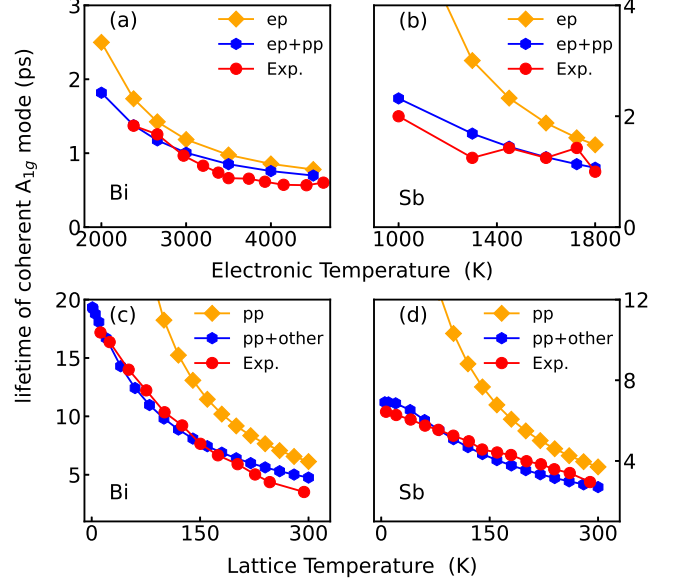 lifetime of coherent A1g mode (ps)
(a)
ep
ep+pp
Exp.
Bi
3
2
1
0
2000 3000 4000
(b)
ep
ep+pp
Exp.
Sb
4
2
0
1000 1400 1800
Electronic Temperature (K)
(c)
pp
pp+other
Exp.
Bi
20
15
10
5
0 150 300
(d)
pp
pp+other
Exp.
Sb
12
8
4
0 150 300
Lattice Temperature (K)